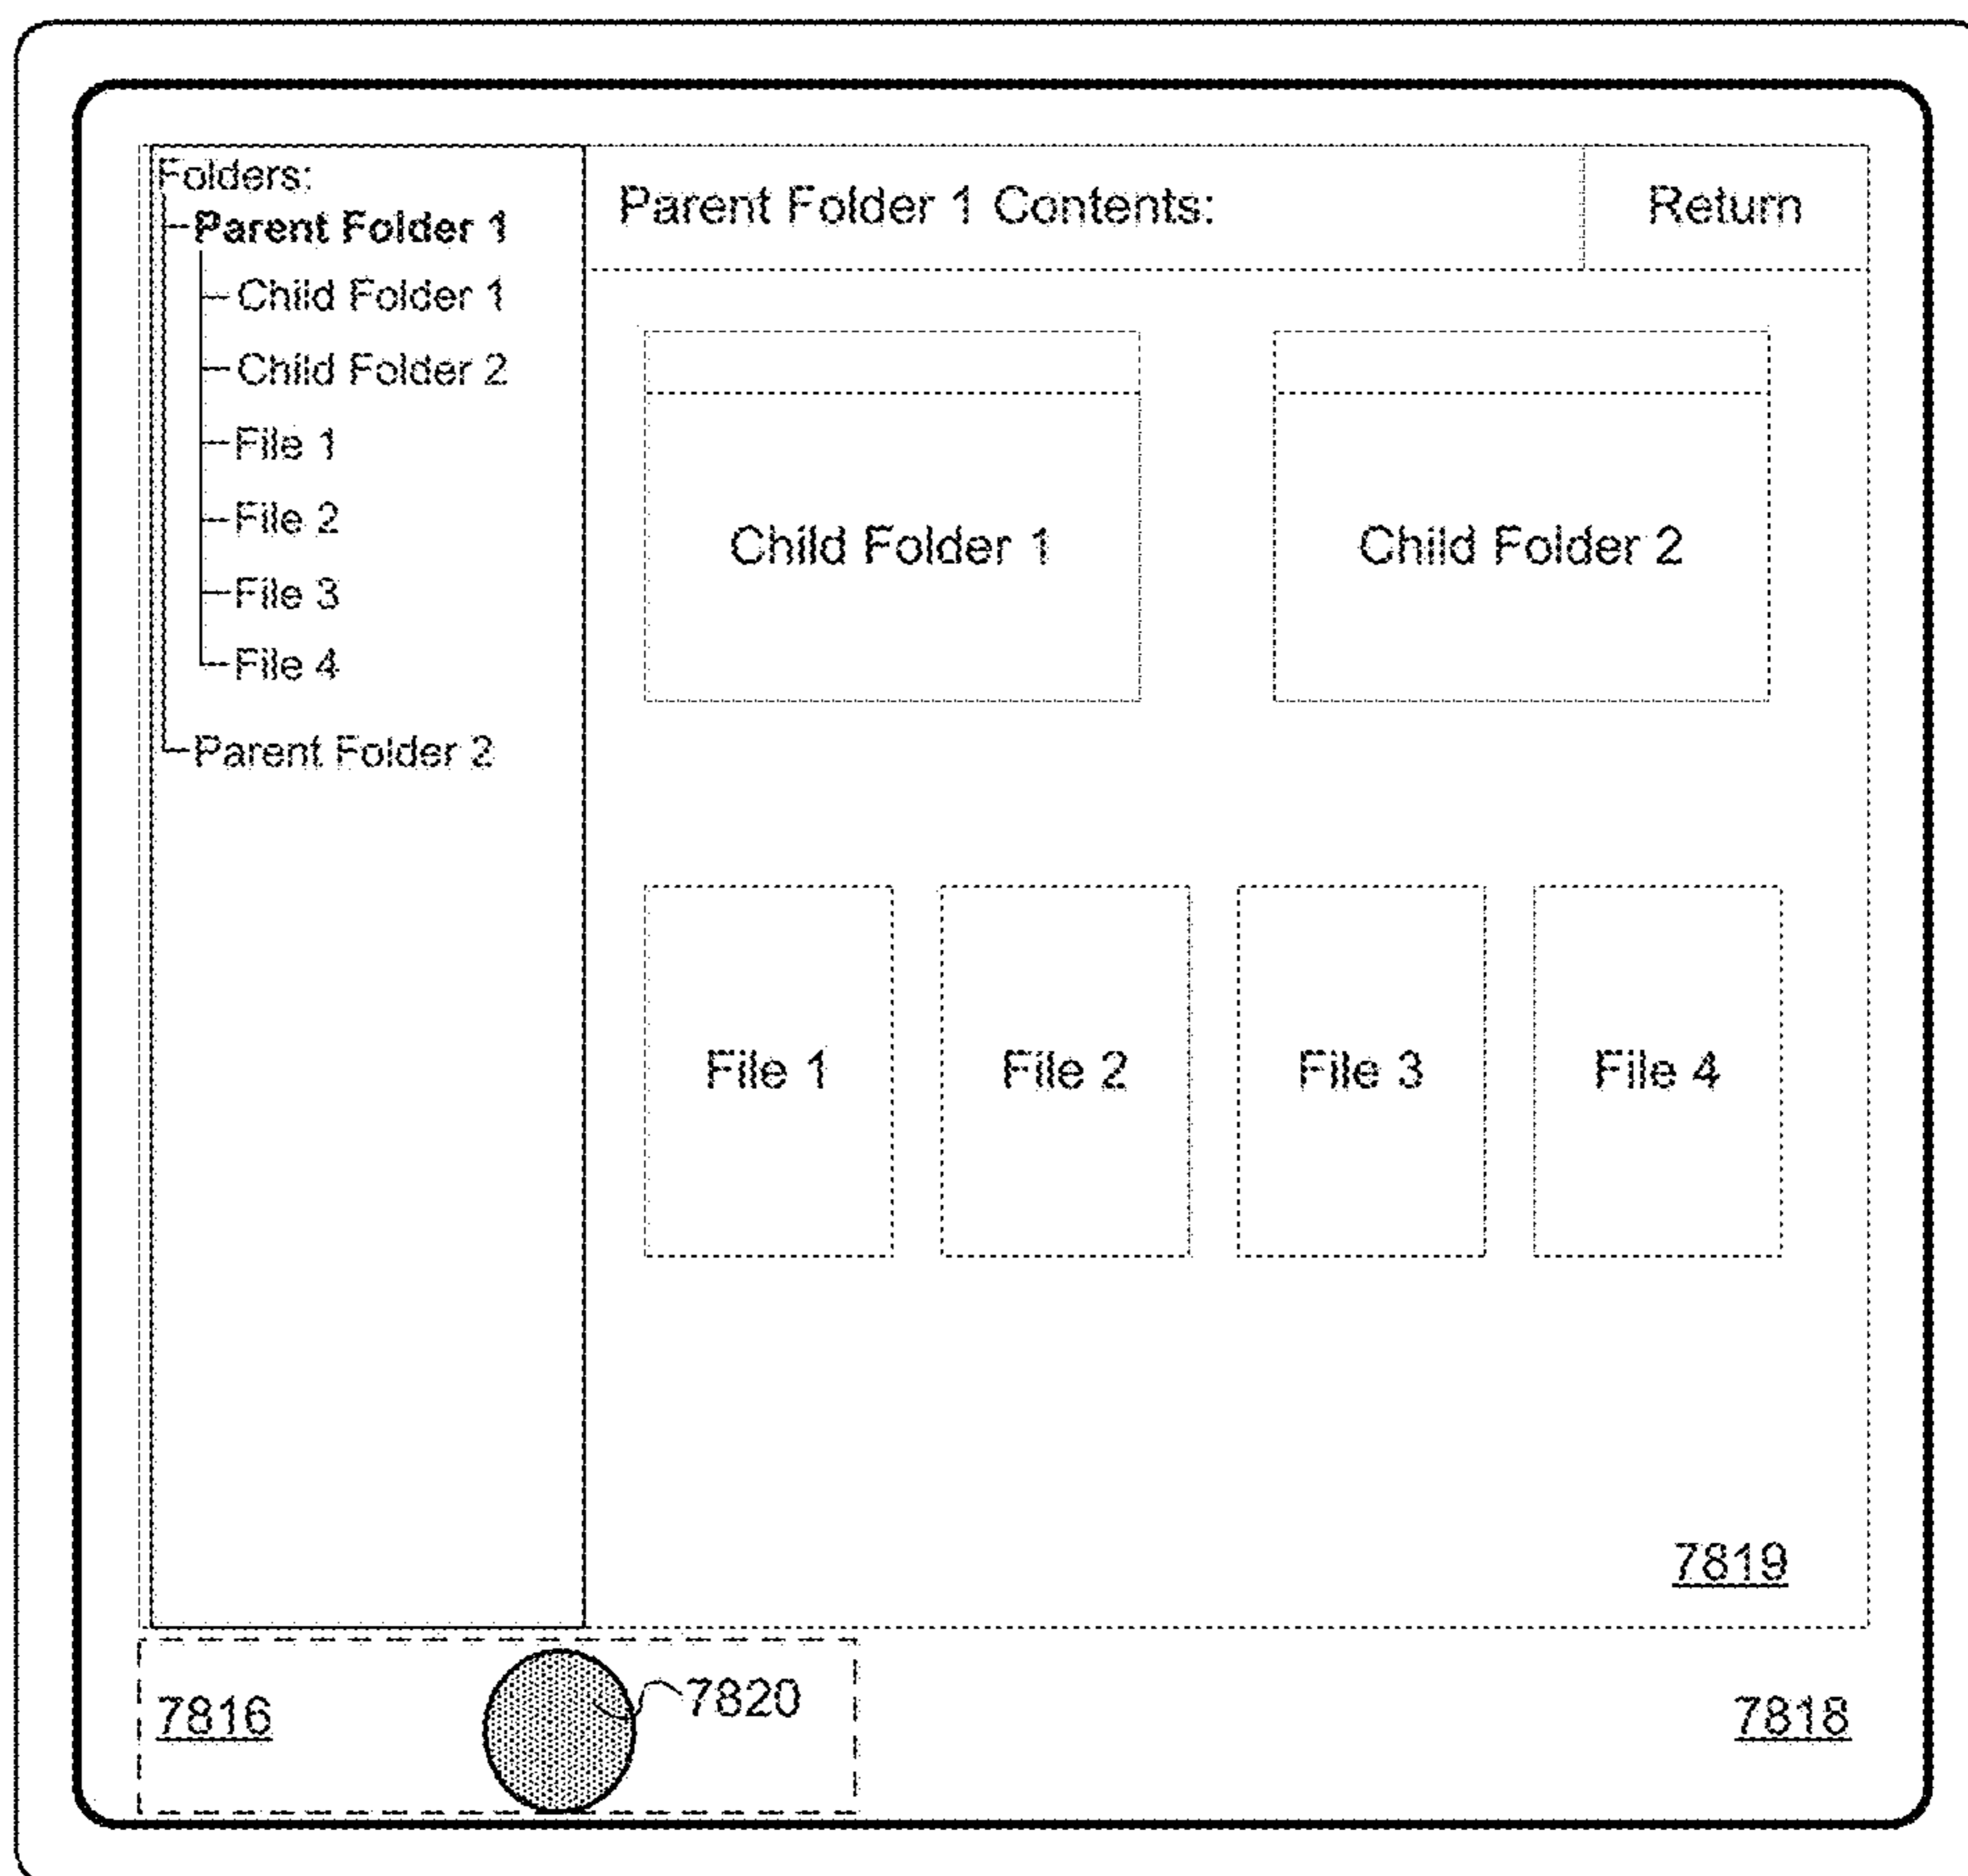 Folders:
Parent Folder 1
Child Folder 1
Child Folder 2
File 1
File 2
File 3
File 4
Parent Folder 2
Parent Folder 1 Contents:
Return
Child Folder 1
Child Folder 2
File 1
File 2
File 3
File 4
7819
7816
7820
7818